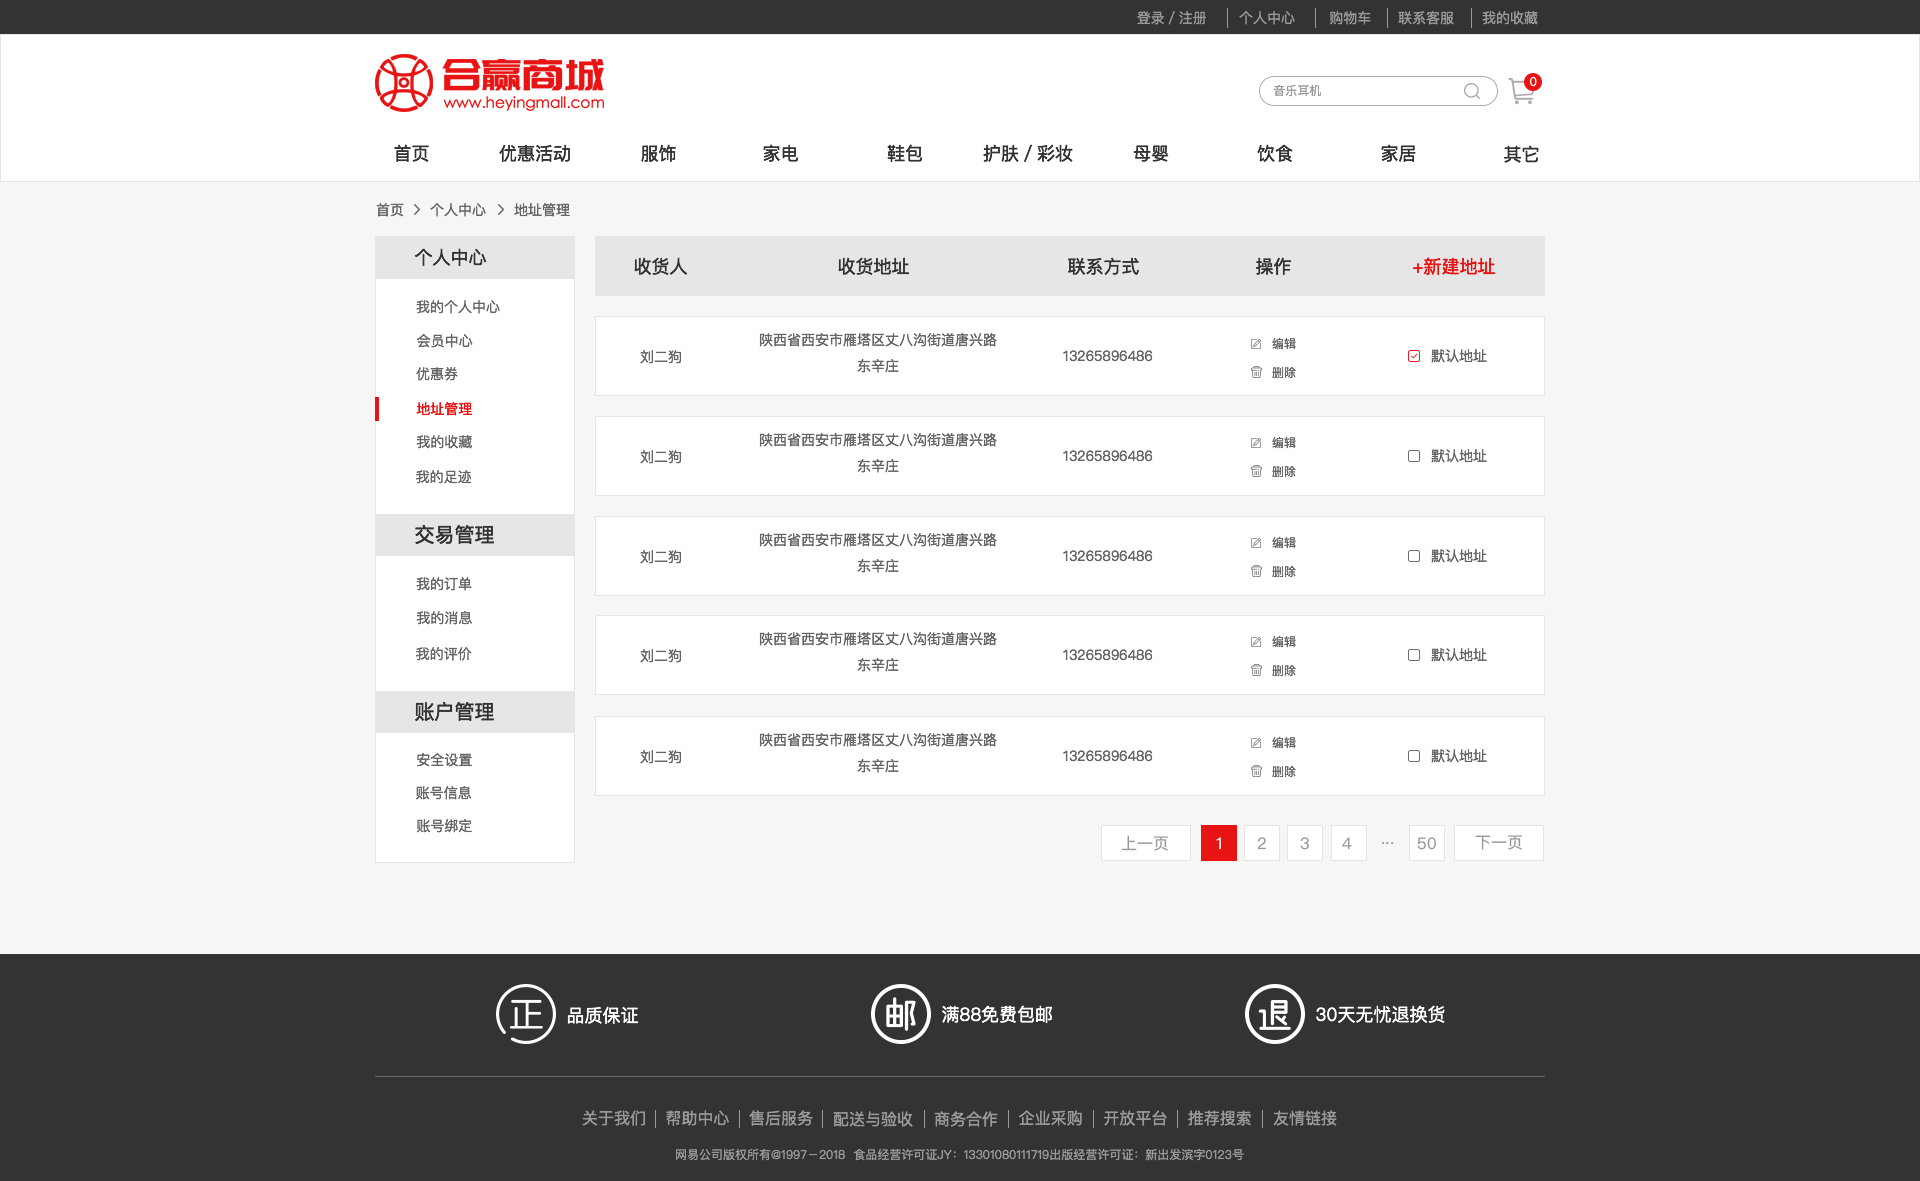 登录 / 注册 个人中心 购物车 联系客服 我的收藏
合赢商城
www.heyingmall.com
音乐耳机
0
首页 优惠活动 服饰 家电 鞋包 护肤 / 彩妆 母婴 饮食 家居 其它
首页 > 个人中心 > 地址管理
个人中心
我的个人中心
会员中心
优惠券
地址管理
我的收藏
我的足迹
交易管理
我的订单
我的消息
我的评价
账户管理
安全设置
账号信息
账号绑定
收货人 收货地址 联系方式 操作 +新建地址
刘二狗
陕西省西安市雁塔区丈八沟街道唐兴路
东辛庄
13265896486
编辑
删除
默认地址
刘二狗
陕西省西安市雁塔区丈八沟街道唐兴路
东辛庄
13265896486
编辑
删除
默认地址
刘二狗
陕西省西安市雁塔区丈八沟街道唐兴路
东辛庄
13265896486
编辑
删除
默认地址
刘二狗
陕西省西安市雁塔区丈八沟街道唐兴路
东辛庄
13265896486
编辑
删除
默认地址
刘二狗
陕西省西安市雁塔区丈八沟街道唐兴路
东辛庄
13265896486
编辑
删除
默认地址
上一页 1 2 3 4 ··· 50 下一页
正 品质保证
邮 满88免费包邮
退 30天无忧退换货
关于我们 帮助中心 售后服务 配送与验收 商务合作 企业采购 开放平台 推荐搜索 友情链接
网易公司版权所有@1997－2018 食品经营许可证JY：13301080111719出版经营许可证：新出发滨字0123号